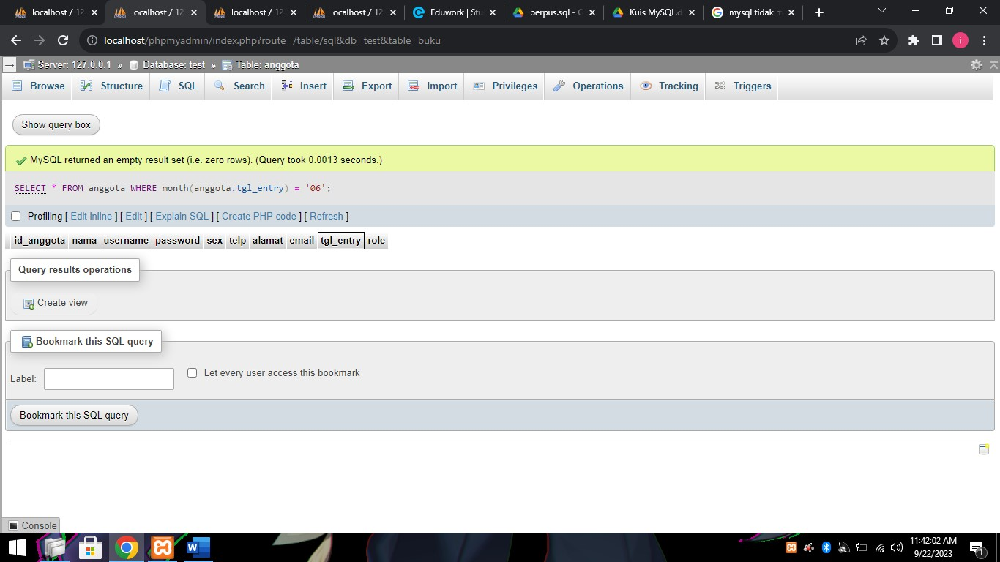 localhost / 12
localhost / 12
localhost / 12
localhost / 12
Eduwork | Stu
perpus.sql - G
Kuis MySQL.d
mysql tidak m
localhost/phpmyadmin/index.php?route=/table/sql&db=test&table=buku
i
Server: 127.0.0.1 » Database: test » Table: anggota
Browse Structure SQL Search Insert Export Import Privileges Operations Tracking Triggers
Show query box
MySQL returned an empty result set (i.e. zero rows). (Query took 0.0013 seconds.)
SELECT * FROM anggota WHERE month(anggota.tgl_entry) = '06';
Profiling [ Edit inline ] [ Edit ] [ Explain SQL ] [ Create PHP code ] [ Refresh ]
id_anggota nama username password sex telp alamat email tgl_entry role
Query results operations
Create view
Bookmark this SQL query
Label:
Let every user access this bookmark
Bookmark this SQL query
Console
11:42:02 AM
9/22/2023
1